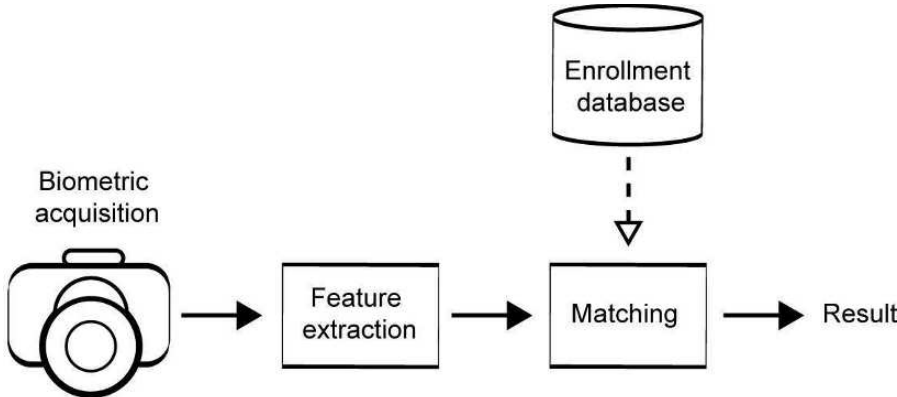 Enrollment
database
Biometric
acquisition
Feature
extraction
Matching
Result